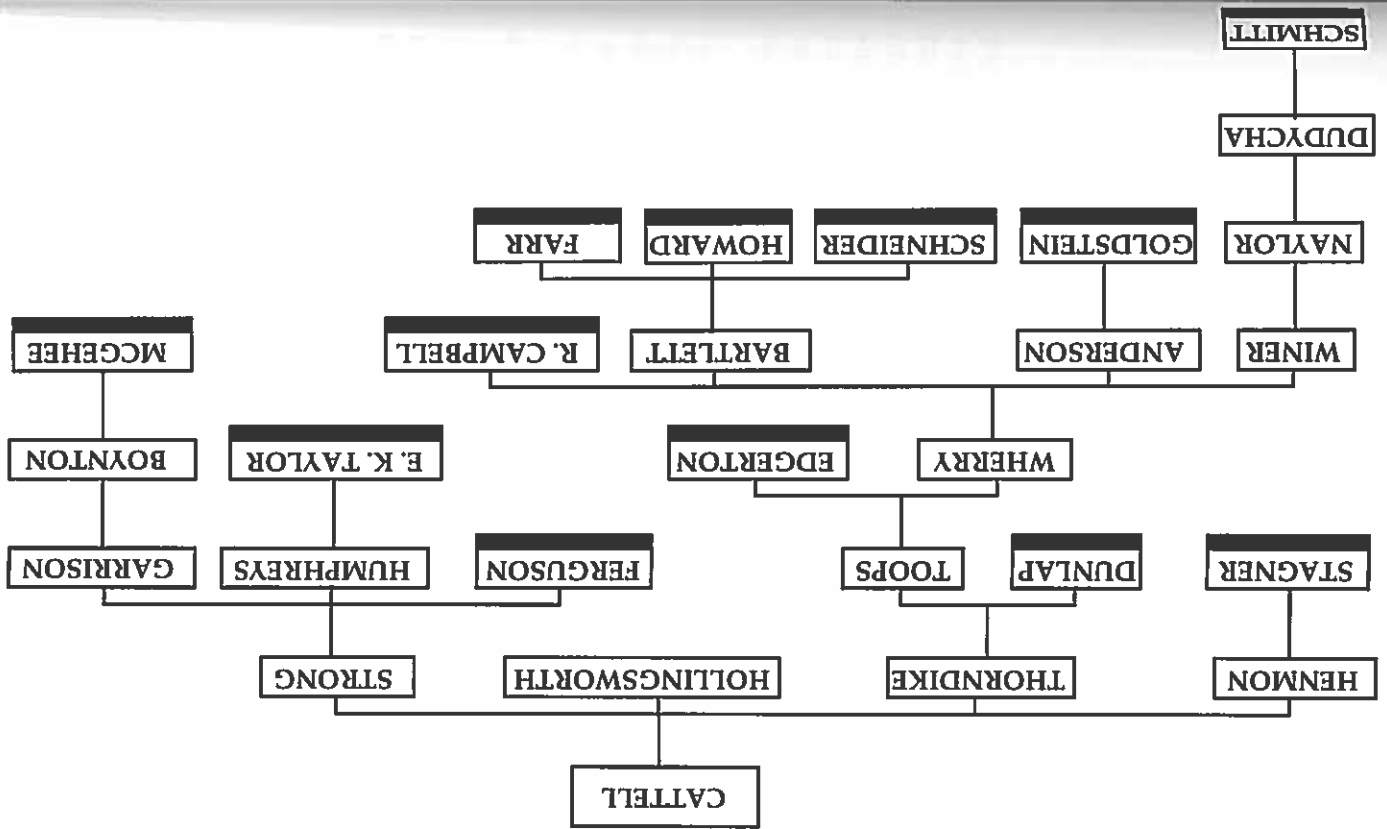 CATTELL
HENMON
THORNDIKE
HOLLINGSWORTH
STRONG
STAGNER
DUNLAP
TOOPS
FERGUSON
HUMPHREYS
GARRISON
WHERRY
EDGERTON
E. K. TAYLOR
BOYNTON
WINER
ANDERSON
BARTLETT
R. CAMPBELL
MCGEHEE
NAYLOR
GOLDSTEIN
SCHNEIDER
HOWARD
FARR
DUDYCHA
SCHMITT